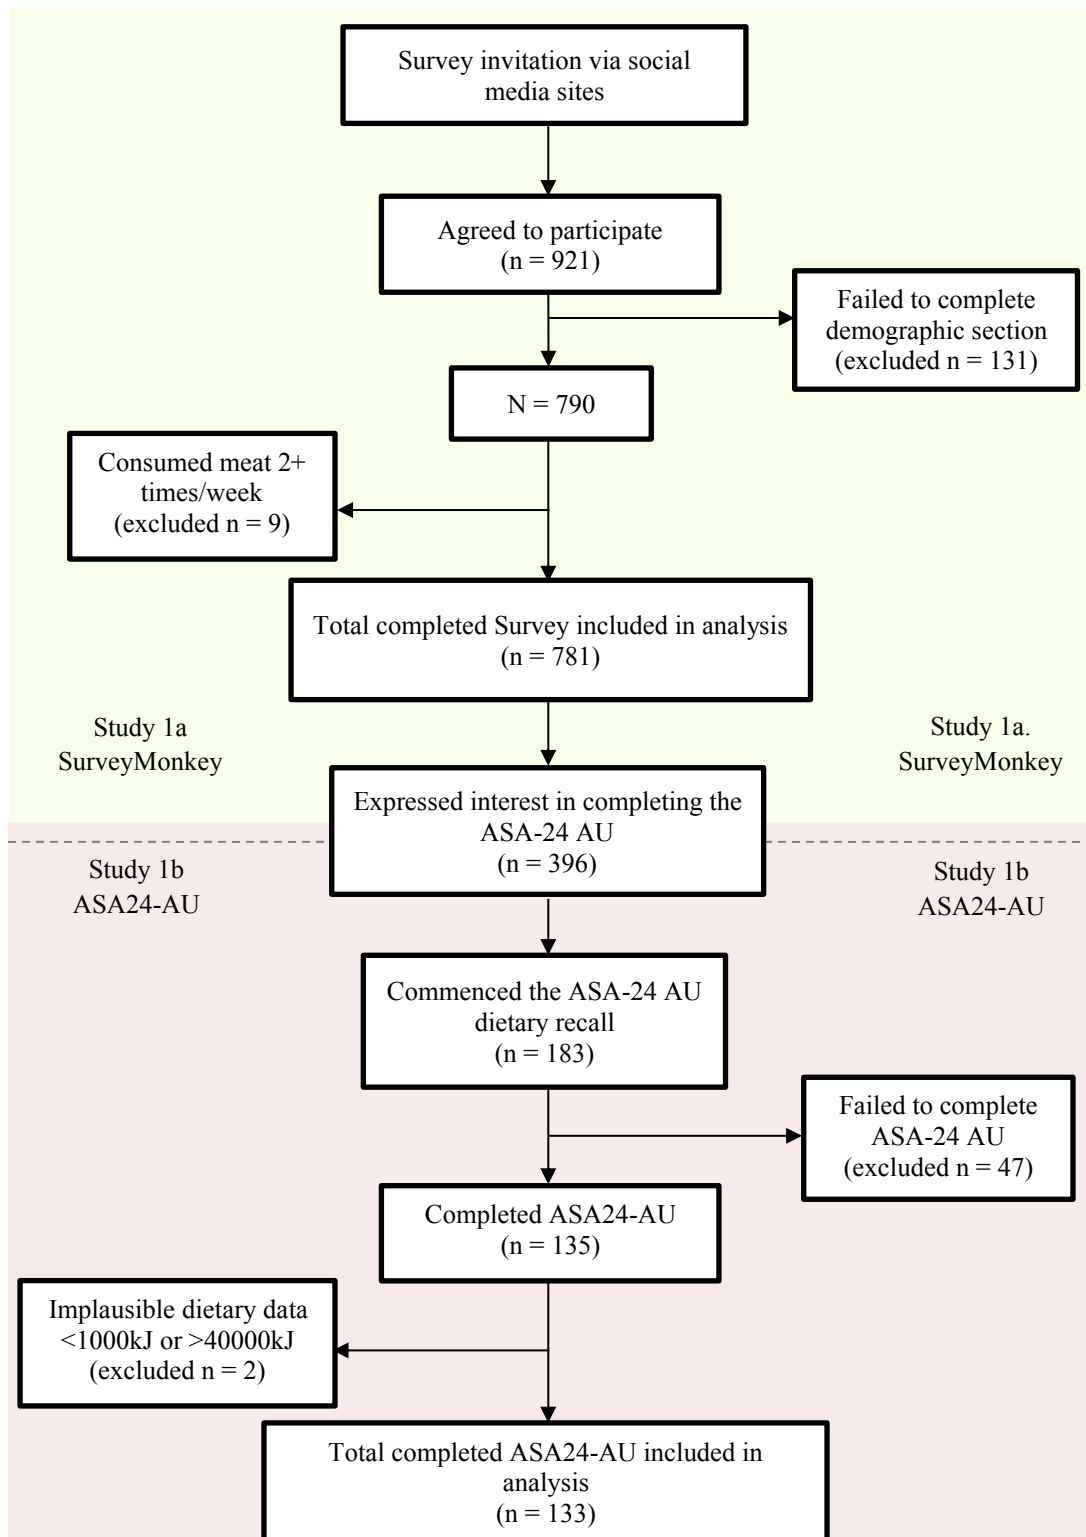 Survey invitation via social
media sites
Agreed to participate
(n = 921)
Failed to complete
demographic section
(excluded n = 131)
N = 790
Consumed meat 2+
times/week
(excluded n = 9)
Total completed Survey included in analysis
(n = 781)
Study 1a
SurveyMonkey
Study 1a.
SurveyMonkey
Expressed interest in completing the
ASA-24 AU
(n = 396)
Study 1b
ASA24-AU
Study 1b
ASA24-AU
Commenced the ASA-24 AU
dietary recall
(n = 183)
Failed to complete
ASA-24 AU
(excluded n = 47)
Completed ASA24-AU
(n = 135)
Implausible dietary data
<1000kJ or >40000kJ
(excluded n = 2)
Total completed ASA24-AU included in
analysis
(n = 133)